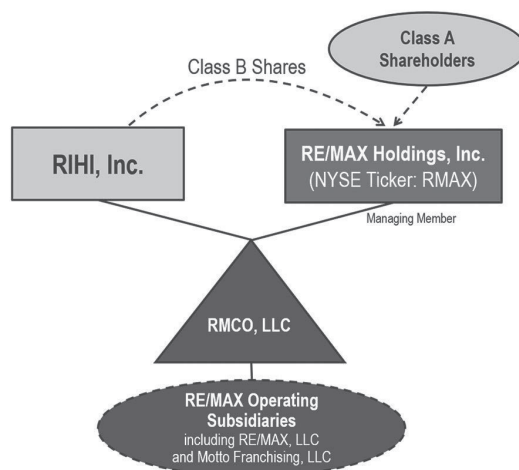 Class A
Shareholders
Class B Shares
RIHI, Inc.
RE/MAX Holdings, Inc.
(NYSE Ticker: RMAX)
Managing Member
RMCO, LLC
RE/MAX Operating
Subsidiaries
including RE/MAX, LLC
and Motto Franchising, LLC